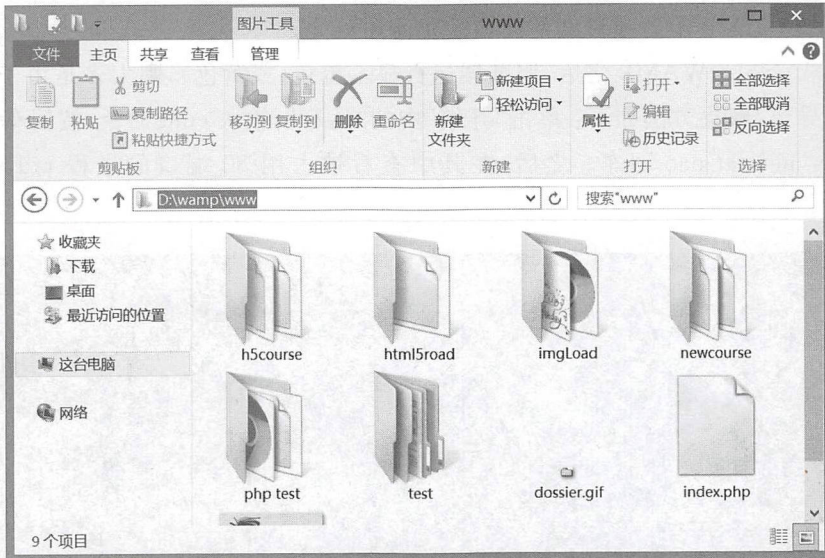 图片工具
www
文件 主页 共享 查看 管理
复制
粘贴
剪切
复制路径
粘贴快捷方式
剪贴板
移动到 复制到 删除 重命名
组织
新建
文件夹
新建项目
轻松访问
新建
属性
打开
编辑
历史记录
打开
全部选择
全部取消
反向选择
选择
D:\wamp\www
搜索"www"
收藏夹
下载
桌面
最近访问的位置
这台电脑
网络
h5course
html5road
imgLoad
newcourse
php test
test
dossier.gif
index.php
9个项目